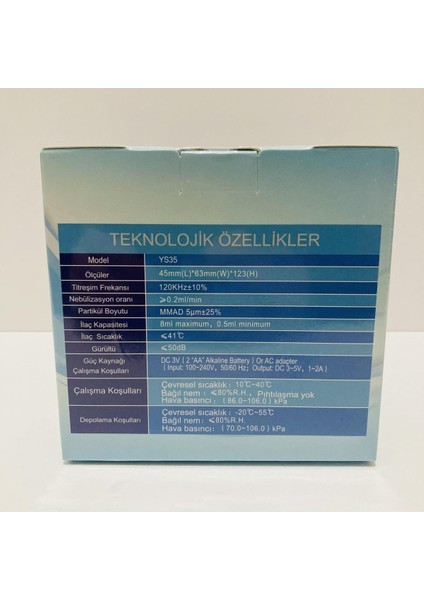 TEKNOLOJİK ÖZELLİKLER
Model YS35
Ölçüler 45mm(L)*63mm(W)*123(H)
Titreşim Frekansı 120KHz±10%
Nebülizasyon oranı ⩾0.2ml/min
Partikül Boyutu MMAD 5μm±25%
İlaç Kapasitesi 8ml maximum, 0.5ml minimum
İlaç Sıcaklık ⩽41℃
Gürültü ⩽50dB
Güç Kaynağı DC 3V ( 2 "AA" Alkaline Battery ) Or AC adapter
Çalışma Koşulları ( Input: 100~240V, 50/60 Hz; Output: DC 3~5V, 1~2A )
Çalışma Koşulları Çevresel sıcaklık : 10℃~40℃
Bağıl nem : ⩽80%R.H., Pıhtılaşma yok
Hava basıncı : ( 86.0~106.0 ) kPa
Depolama Koşulları Çevresel sıcaklık : -20℃~55℃
Bağıl nem: ⩽80%R.H.
Hava basıncı : ( 70.0~106.0 ) kPa